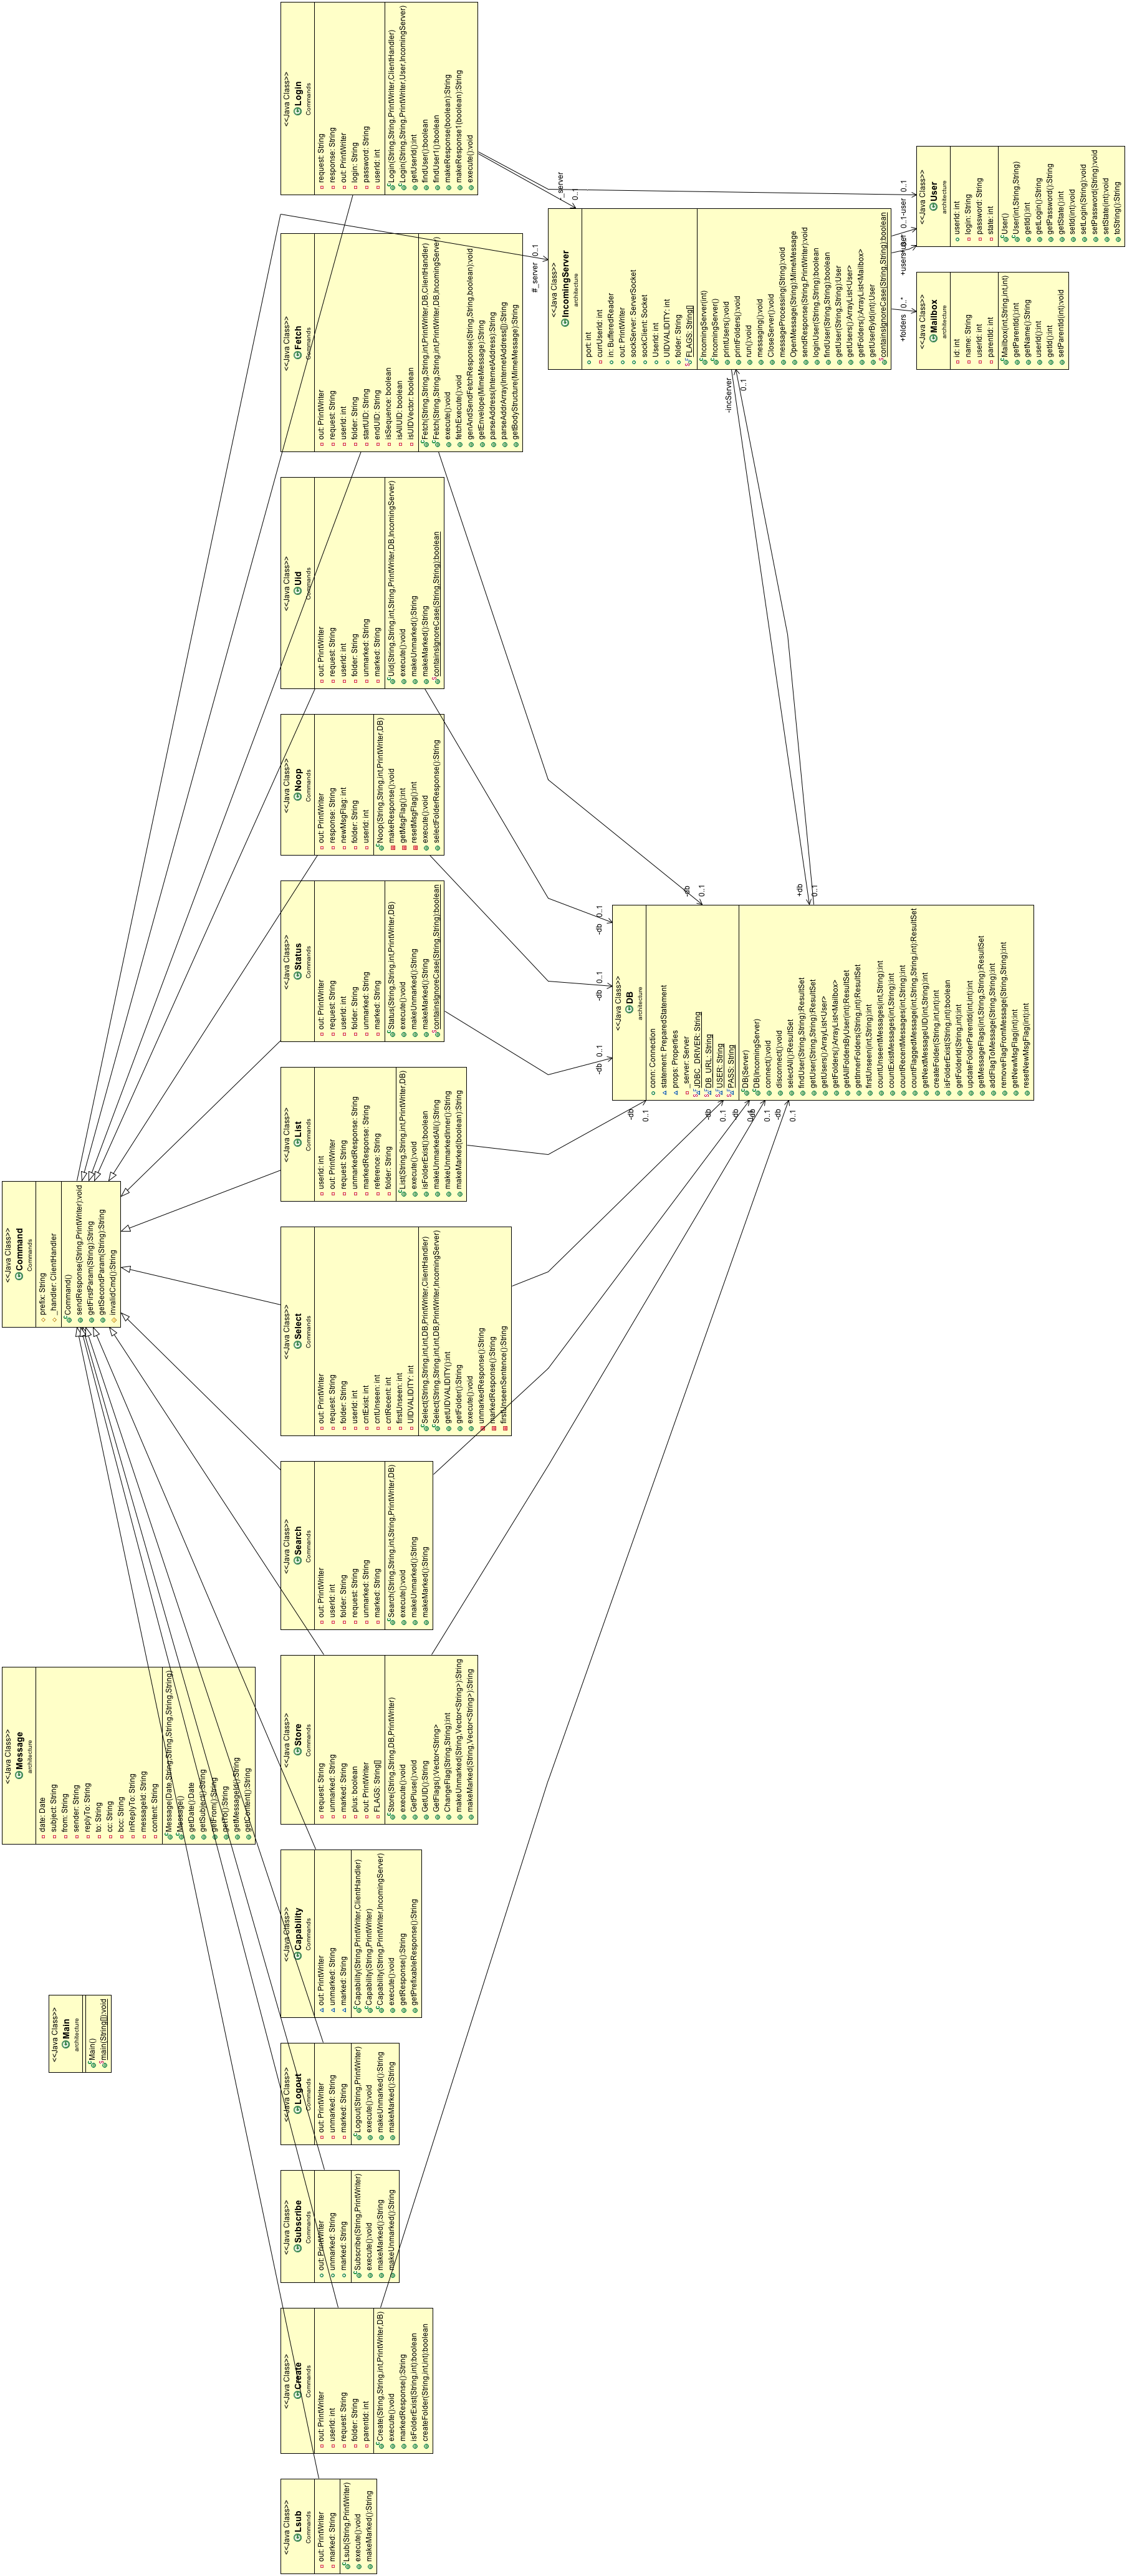 <<Java Class>>
Main
architecture
Main()
main(String[]):void
<<Java Class>>
Message
architecture
date: Date
subject: String
from: String
sender: String
replyTo: String
to: String
cc: String
bcc: String
inReplyTo: String
messageId: String
content: String
Message(Date,String,String,String,String)
Message()
getDate():Date
getSubject():String
getFrom():String
getTo():String
getMessageId():String
getContent():String
<<Java Class>>
Command
Commands
prefix: String
_handler: ClientHandler
Command()
sendResponse(String,PrintWriter):void
getFirstParam(String):String
getSecondParam(String):String
invalidCmd():String
<<Java Class>>
Lsub
Commands
out: PrintWriter
marked: String
Lsub(String,PrintWriter)
execute():void
makeMarked():String
<<Java Class>>
Create
Commands
out: PrintWriter
userId: int
request: String
folder: String
parentId: int
Create(String,String,int,PrintWriter,DB)
execute():void
markedResponse():String
isFolderExist(String,int):boolean
createFolder(String,int,int):boolean
<<Java Class>>
Subscribe
Commands
out: PrintWriter
unmarked: String
marked: String
Subscribe(String,PrintWriter)
execute():void
makeMarked():String
makeUnmarked():String
<<Java Class>>
Logout
Commands
out: PrintWriter
unmarked: String
marked: String
Logout(String,PrintWriter)
execute():void
makeUnmarked():String
makeMarked():String
<<Java Class>>
Capability
Commands
out: PrintWriter
unmarked: String
marked: String
Capability(String,PrintWriter,ClientHandler)
Capability(String,PrintWriter)
Capability(String,PrintWriter,IncomingServer)
execute():void
getResponse():String
getPrefixableResponse():String
<<Java Class>>
Store
Commands
request: String
unmarked: String
marked: String
plus: boolean
out: PrintWriter
FLAGS: String[]
Store(String,String,DB,PrintWriter)
execute():void
GetPluse():void
GetUID():String
GetFlags():Vector<String>
ChangeFlag(String,String):int
makeUnmarked(String,Vector<String>):String
makeMarked(String,Vector<String>):String
<<Java Class>>
Search
Commands
out: PrintWriter
userId: int
folder: String
request: String
unmarked: String
marked: String
Search(String,String,int,String,PrintWriter,DB)
execute():void
makeUnmarked():String
makeMarked():String
<<Java Class>>
Select
Commands
out: PrintWriter
request: String
folder: String
userId: int
cntExist: int
cntUnseen: int
cntRecent: int
firstUnseen: int
UIDVALIDITY: int
Select(String,String,int,int,DB,PrintWriter,ClientHandler)
Select(String,String,int,int,DB,PrintWriter,IncomingServer)
getUIDVALIDITY():int
getFolder():String
execute():void
unmarkedResponse():String
markedResponse():String
firstUnseenSentence():String
<<Java Class>>
List
Commands
userId: int
out: PrintWriter
request: String
unmarkedResponse: String
markedResponse: String
reference: String
folder: String
List(String,String,int,PrintWriter,DB)
execute():void
isFolderExist():boolean
makeUnmarkedAll():String
makeUnmarkedInner():String
makeMarked(boolean):String
<<Java Class>>
Status
Commands
out: PrintWriter
request: String
userId: int
folder: String
unmarked: String
marked: String
Status(String,String,int,PrintWriter,DB)
execute():void
makeUnmarked():String
makeMarked():String
containsIgnoreCase(String,String):boolean
<<Java Class>>
Noop
Commands
out: PrintWriter
response: String
newMsgFlag: int
folder: String
userId: int
Noop(String,String,int,PrintWriter,DB)
makeResponse():void
getMsgFlag():int
resetMsgFlag():int
execute():void
selectFolderResponse():String
<<Java Class>>
Uid
Commands
out: PrintWriter
request: String
userId: int
folder: String
unmarked: String
marked: String
Uid(String,String,int,String,PrintWriter,DB,IncomingServer)
execute():void
makeUnmarked():String
makeMarked():String
containsIgnoreCase(String,String):boolean
<<Java Class>>
Fetch
Commands
out: PrintWriter
request: String
userId: int
folder: String
startUID: String
endUID: String
isSequence: boolean
isAllUID: boolean
isUIDVector: boolean
Fetch(String,String,String,int,PrintWriter,DB,ClientHandler)
Fetch(String,String,String,int,PrintWriter,DB,IncomingServer)
execute():void
fetchExecute():void
genAndSendFetchResponse(String,String,boolean):void
getEnvelope(MimeMessage):String
parseAddress(InternetAddress):String
parseAddrArray(InternetAddress[]):String
getBodyStructure(MimeMessage):String
<<Java Class>>
Login
Commands
request: String
response: String
out: PrintWriter
login: String
password: String
userId: int
Login(String,String,PrintWriter,ClientHandler)
Login(String,String,PrintWriter,User,IncomingServer)
getUserId():int
findUser():boolean
findUser1():boolean
makeResponse(boolean):String
makeResponse1(boolean):String
execute():void
#_server 0..1
-_server
0..1
<<Java Class>>
IncomingServer
architecture
port: int
currUserId: int
in: BufferedReader
out: PrintWriter
sockServer: ServerSocket
sockClient: Socket
UserId: int
UIDVALIDITY: int
folder: String
FLAGS: String[]
IncomingServer(int)
IncomingServer()
printUsers():void
printFolders():void
run():void
messaging():void
CloseServer():void
messageProcessing(String):void
OpenMessage(String):MimeMessage
sendResponse(String,PrintWriter):void
loginUser(String,String):boolean
findUser(String,String):boolean
getUser(String,String):User
getUsers():ArrayList<User>
getFolders():ArrayList<Mailbox>
getUserById(int):User
containsIgnoreCase(String,String):boolean
-incServer
0..1
-db 0..1
-db 0..1
-db 0..1
-db
0..1
-db
0..1
-db
-db
0..1
-db
0..1
-db
0..1
+db
0..1
<<Java Class>>
DB
architecture
conn: Connection
statement: PreparedStatement
props: Properties
_server: Server
JDBC_DRIVER: String
DB_URL: String
USER: String
PASS: String
DB(Server)
DB(IncomingServer)
connect():void
disconnect():void
selectAll():ResultSet
findUser(String,String):ResultSet
getUser(String,String):ResultSet
getUsers():ArrayList<User>
getFolders():ArrayList<Mailbox>
getAllFoldersByUser(int):ResultSet
getInnerFolders(String,int):ResultSet
firstUnseen(int,String):int
countUnseenMessages(int,String):int
countExistMessages(int,String):int
countRecentMessages(int,String):int
countFlaggedMessage(int,String,String,int):ResultSet
getNextMessageUID(int,String):int
createFolder(String,int,int):int
isFolderExist(String,int):boolean
getFolderId(String,int):int
updateFolderParentId(int,int):int
getMessageFlags(int,String,String):ResultSet
addFlagToMessage(String,String):int
removeFlagFromMessage(String,String):int
getNewMsgFlag(int):int
resetNewMsgFlag(int):int
+folders 0..*
-user 0..1
<<Java Class>>
Mailbox
architecture
id: int
name: String
userId: int
parentId: int
Mailbox(int,String,int,int)
getParentId():int
getName():String
userId():int
getId():int
setParentId(int):void
<<Java Class>>
User
architecture
userId: int
login: String
password: String
state: int
User()
User(int,String,String)
getId():int
getLogin():String
getPassword():String
getState():int
setId(int):void
setLogin(String):void
setPassword(String):void
setState(int):void
toString():String